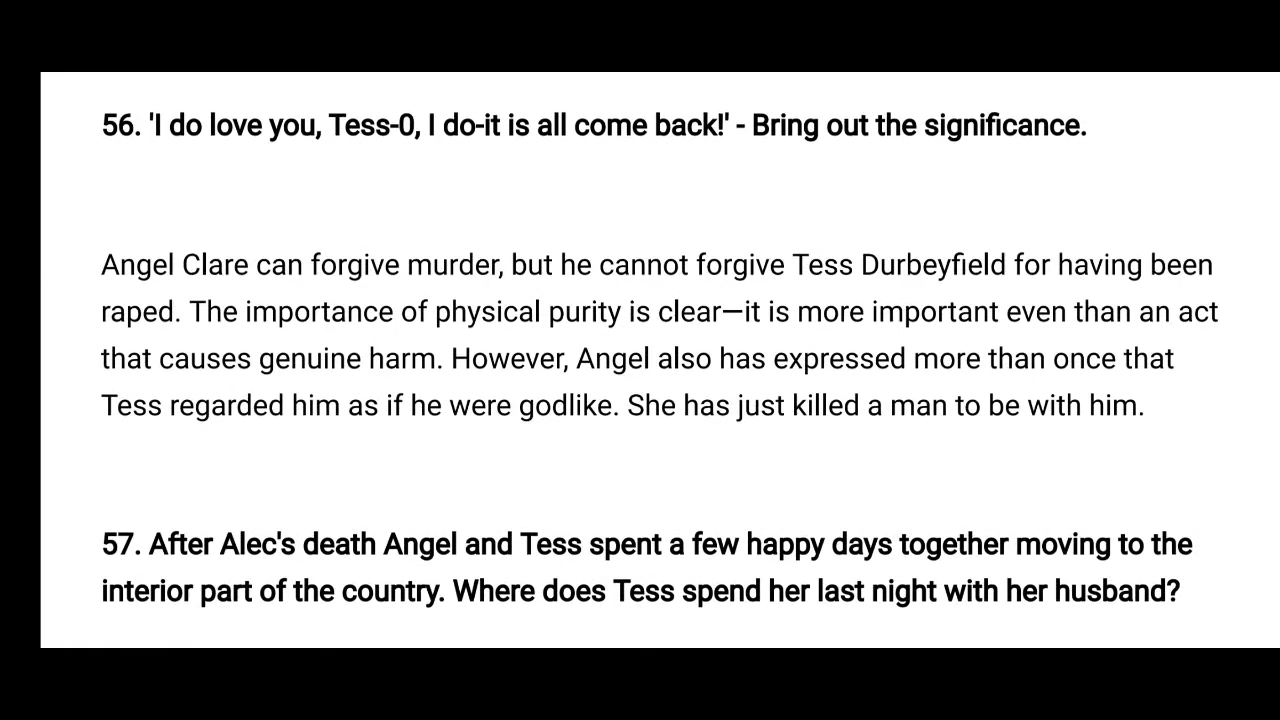 56. 'I do love you, Tess-0, I do-it is all come back!' - Bring out the significance.
Angel Clare can forgive murder, but he cannot forgive Tess Durbeyfield for having been
raped. The importance of physical purity is clear—it is more important even than an act
that causes genuine harm. However, Angel also has expressed more than once that
Tess regarded him as if he were godlike. She has just killed a man to be with him.
57. After Alec's death Angel and Tess spent a few happy days together moving to the
interior part of the country. Where does Tess spend her last night with her husband?